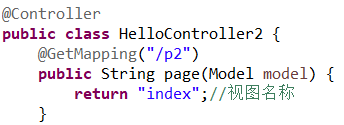 @Controller
public class HelloController2 {
    @GetMapping("/p2")
    public String page(Model model) {
        return "index";//视图名称
    }